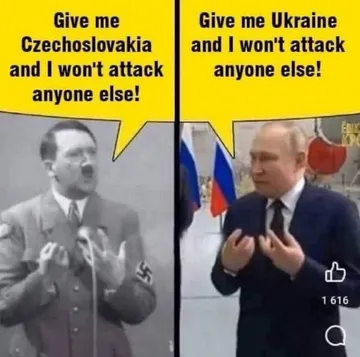 Give me
Czechoslovakia
and I won't attack
anyone else!
Give me Ukraine
and I won't attack
anyone else!
1 616